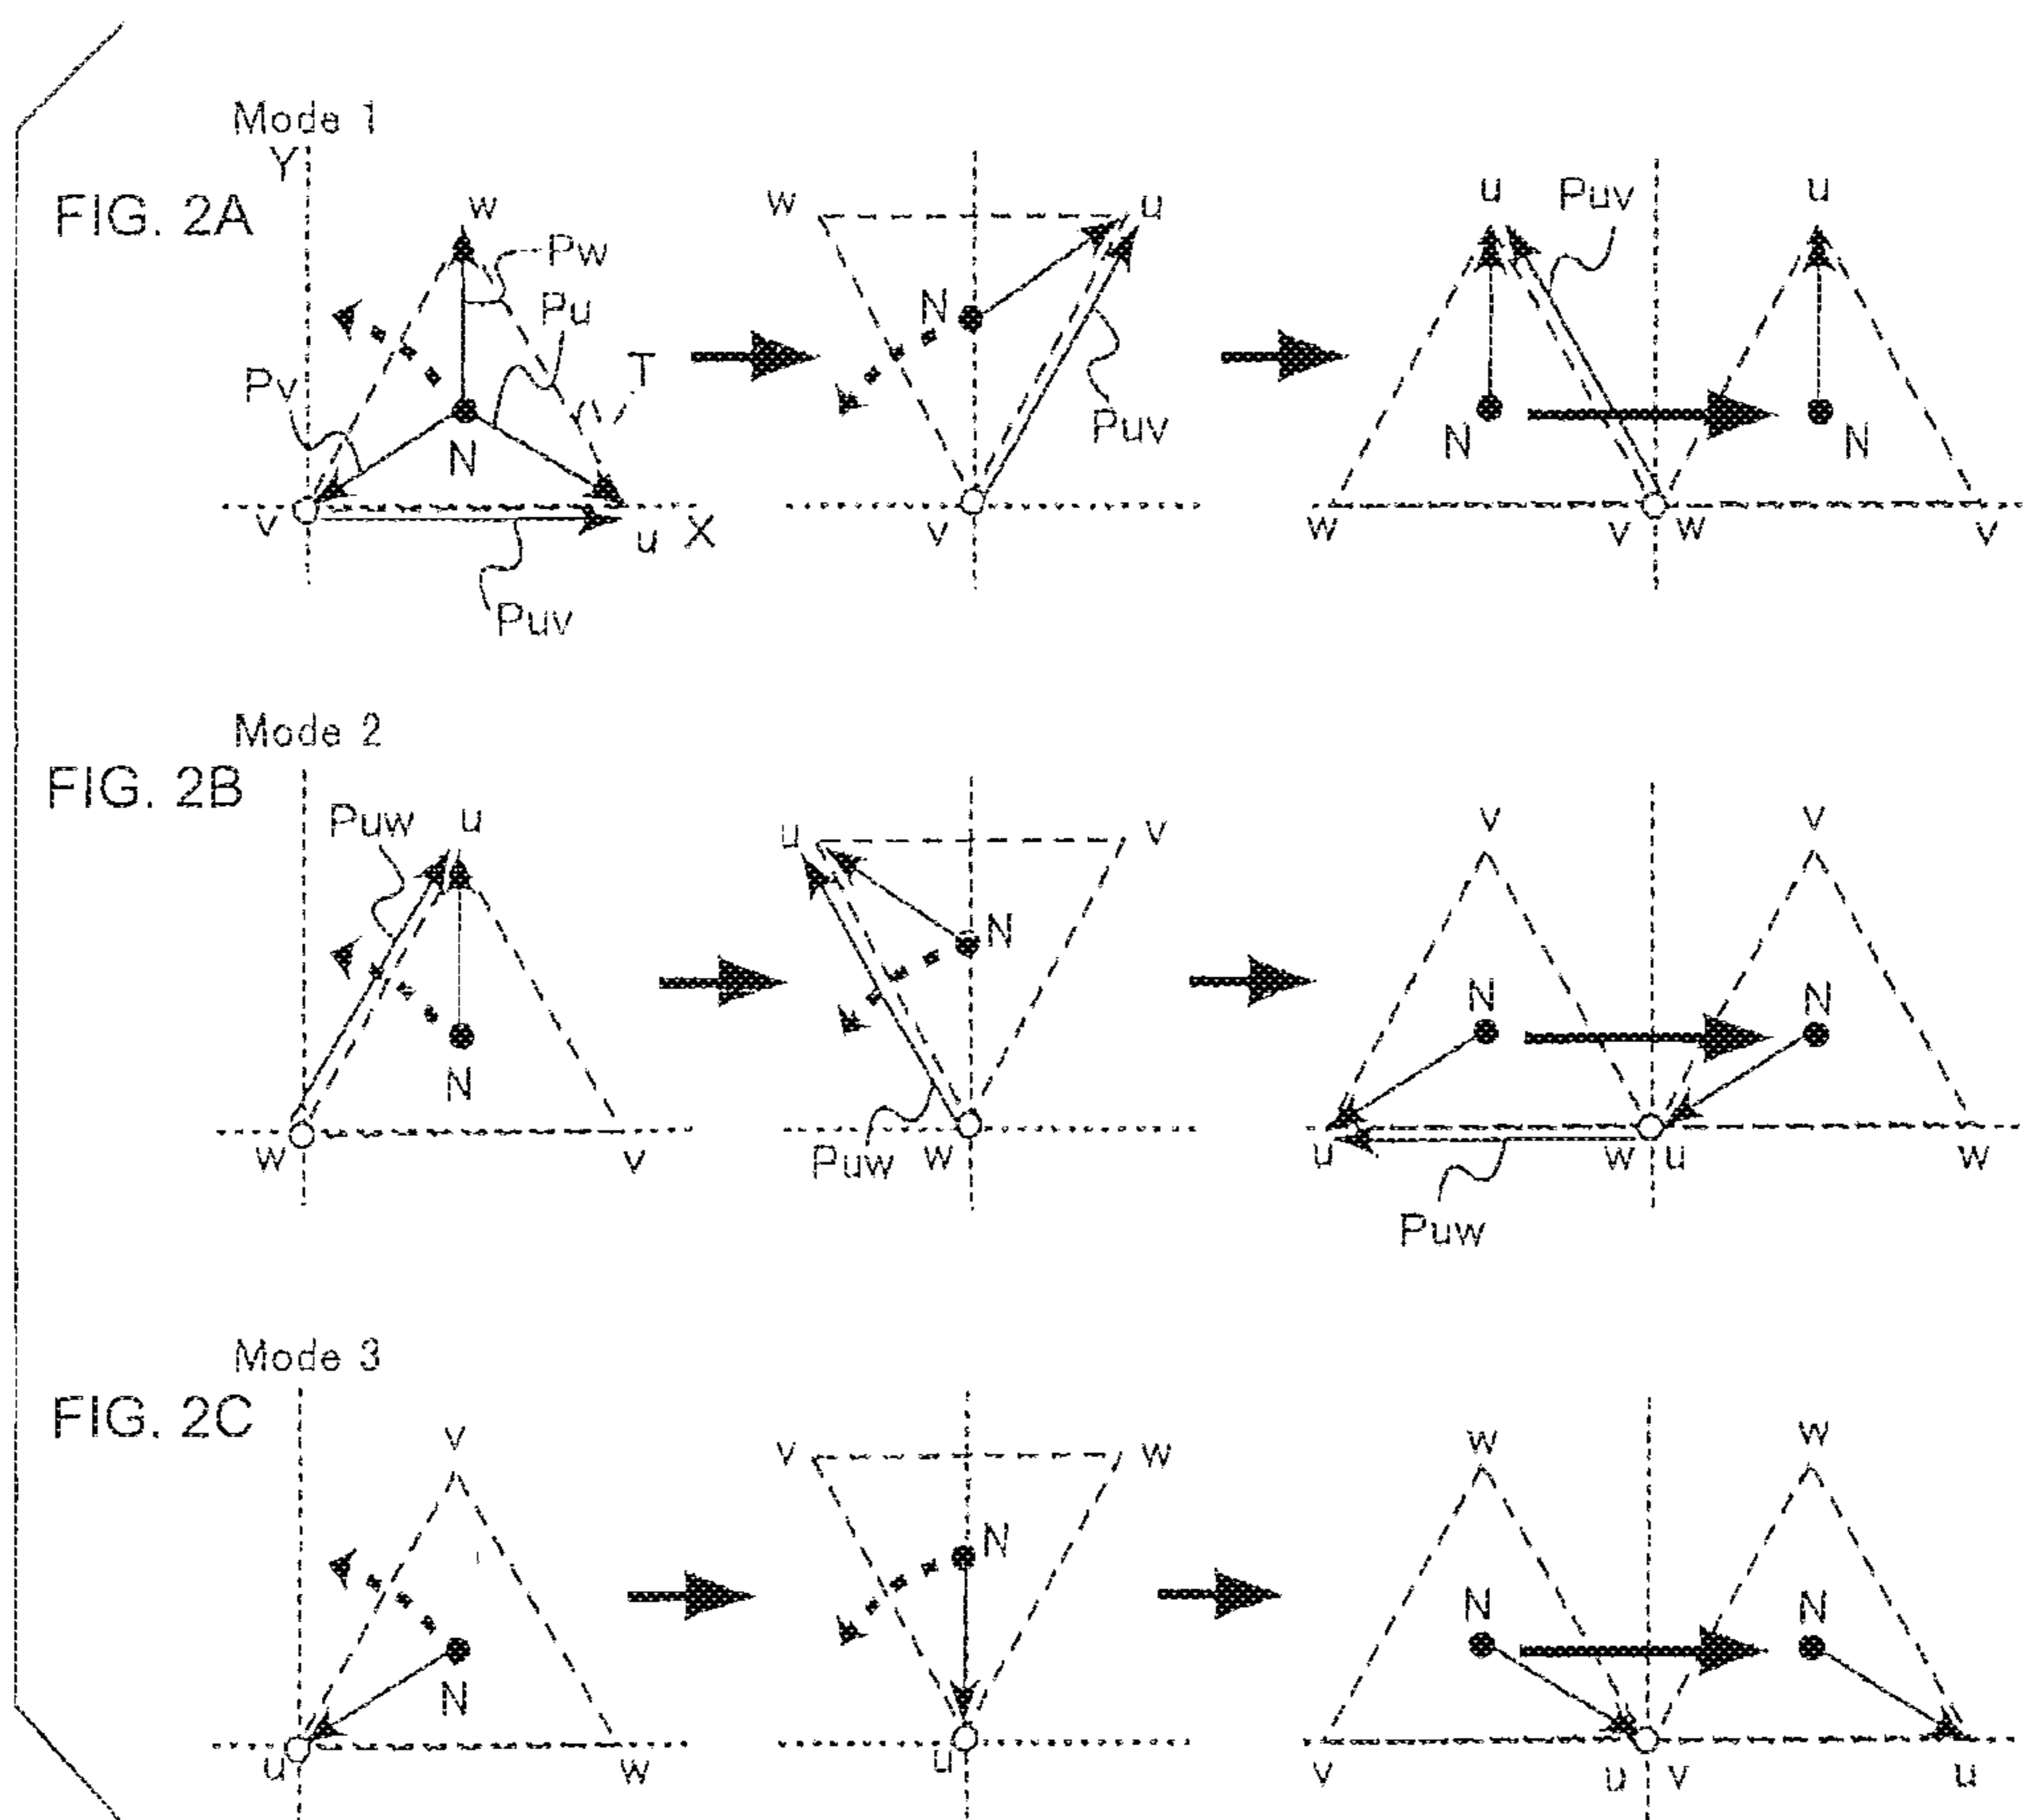 Mode 1
Y
FIG. 2A
w
Pw
Pu
T
Pv
N
v
u X
Puv
w
u
N
Puv
v
u Puv u
N N
w v w v
Mode 2
FIG. 2B
Puw u
N
w v
u v
N
Puw w
v v
N N
u w u w
Puw
Mode 3
FIG. 2C
v
N
u w
v w
N
u
w w
N N
v u v u